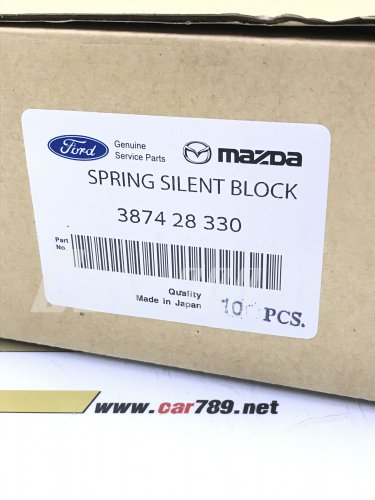 Ford
Genuine
Service Parts
mazda
SPRING SILENT BLOCK
3874 28 330
Part
No.
Quality
Made in Japan
10 PCS.
www.car789.net